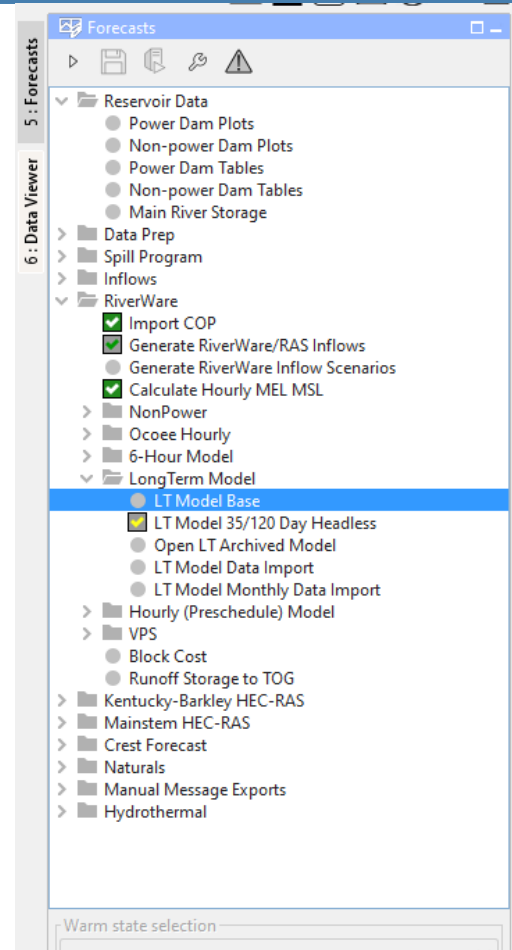 Forecasts
5 : Forecasts
6 : Data Viewer
Reservoir Data
Power Dam Plots
Non-power Dam Plots
Power Dam Tables
Non-power Dam Tables
Main River Storage
Data Prep
Spill Program
Inflows
RiverWare
Import COP
Generate RiverWare/RAS Inflows
Generate RiverWare Inflow Scenarios
Calculate Hourly MEL MSL
NonPower
Ocoee Hourly
6-Hour Model
LongTerm Model
LT Model Base
LT Model 35/120 Day Headless
Open LT Archived Model
LT Model Data Import
LT Model Monthly Data Import
Hourly (Preschedule) Model
VPS
Block Cost
Runoff Storage to TOG
Kentucky-Barkley HEC-RAS
Mainstem HEC-RAS
Crest Forecast
Naturals
Manual Message Exports
Hydrothermal
Warm state selection